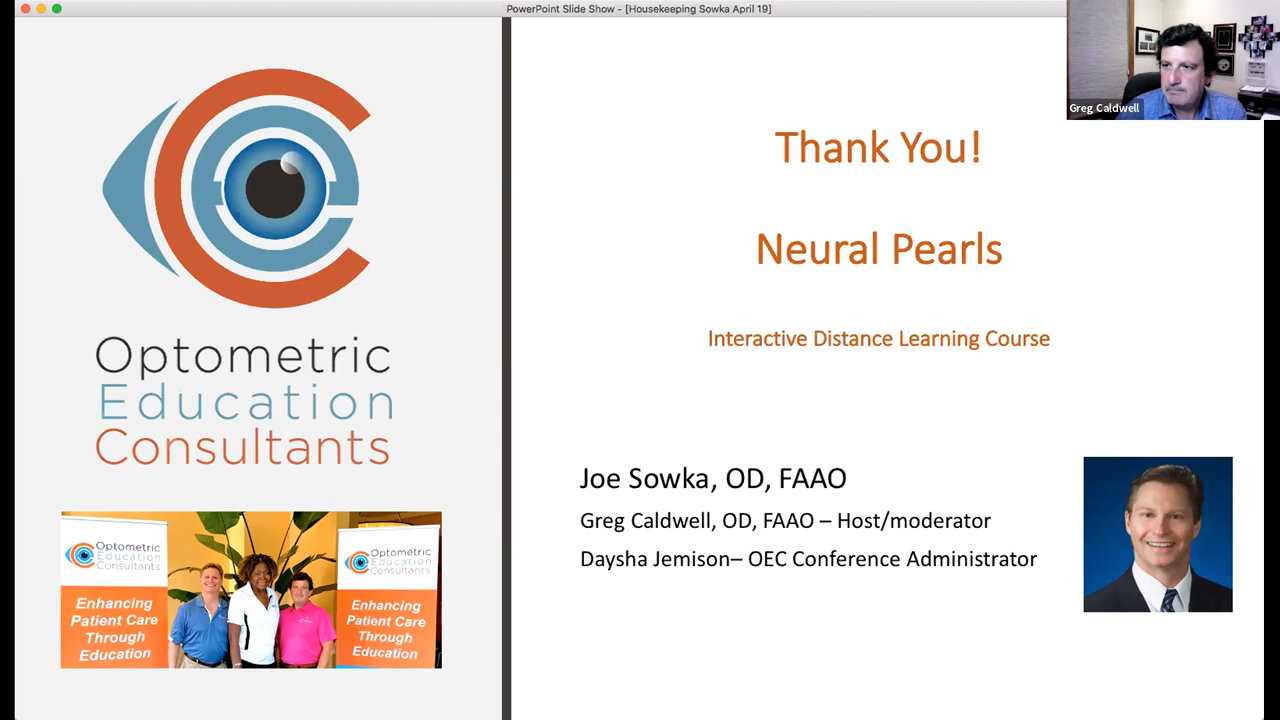 PowerPoint Slide Show - [Housekeeping Sowka April 19]
Greg Caldwell
Optometric
Education
Consultants
Optometric
Education
Consultants
Enhancing
Patient Care
Through
Education
Optometric
Education
Consultants
Enhancing
Patient Care
Through
Education
Thank You!
Neural Pearls
Interactive Distance Learning Course
Joe Sowka, OD, FAAO
Greg Caldwell, OD, FAAO – Host/moderator
Daysha Jemison– OEC Conference Administrator